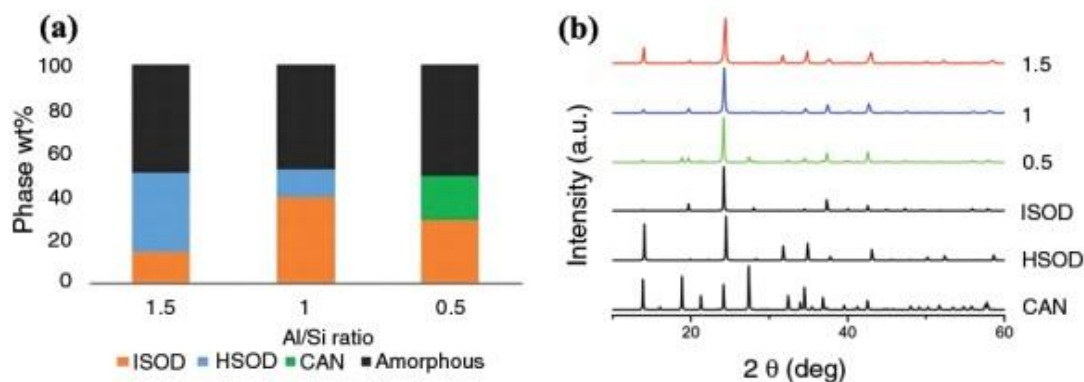 (a)
Phase wt%
100
80
60
40
20
0
1.5 1 0.5
Al/Si ratio
ISOD HSOD CAN Amorphous
(b)
Intensity (a.u.)
1.5
1
0.5
ISOD
HSOD
CAN
20 40 60
2 θ (deg)